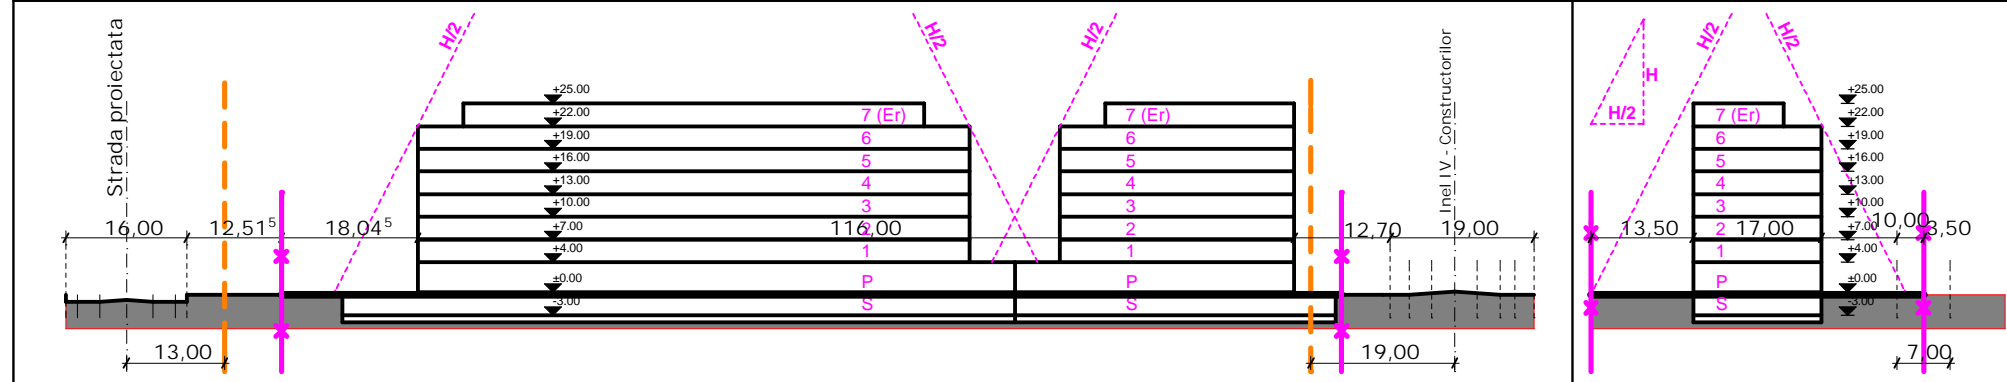 Strada proiectata
H/2
H/2
H/2
Inel IV - Constructorilor
+25.00
+22.00
+19.00
+16.00
+13.00
+10.00
+7.00
+4.00
±0.00
-3.00
7 (Er)
6
5
4
3
2
1
P
S
7 (Er)
6
5
4
3
2
1
P
S
16,00
12,51⁵
18,04⁵
116,00
12,70
19,00
13,00
19,00
H
H/2
H/2
H/2
7 (Er)
6
5
4
3
2
1
P
S
+25.00
+22.00
+19.00
+16.00
+13.00
+10.00
+7.00
+4.00
±0.00
-3.00
13,50
17,00
10,00
3,50
7,00